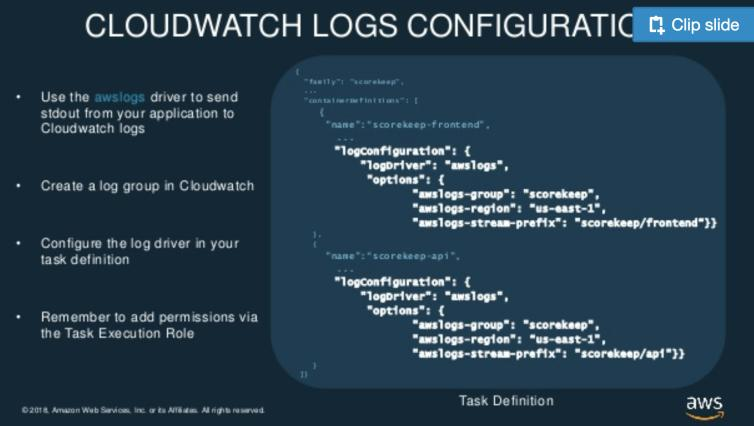 CLOUDWATCH LOGS CONFIGURATIO
Clip slide
• Use the awslogs driver to send
stdout from your application to
Cloudwatch logs
• Create a log group in Cloudwatch
• Configure the log driver in your
task definition
• Remember to add permissions via
the Task Execution Role
{
"family": "scorekeep",
...
"containerDefinitions": [
{
"name":"scorekeep-frontend",
...
"logConfiguration": {
"logDriver": "awslogs",
"options": {
"awslogs-group": "scorekeep",
"awslogs-region": "us-east-1",
"awslogs-stream-prefix": "scorekeep/frontend"}}
},
{
"name":"scorekeep-api",
...
"logConfiguration": {
"logDriver": "awslogs",
"options": {
"awslogs-group": "scorekeep",
"awslogs-region": "us-east-1",
"awslogs-stream-prefix": "scorekeep/api"}}
}
]}
Task Definition
© 2018, Amazon Web Services, Inc. or its Affiliates. All rights reserved.
aws